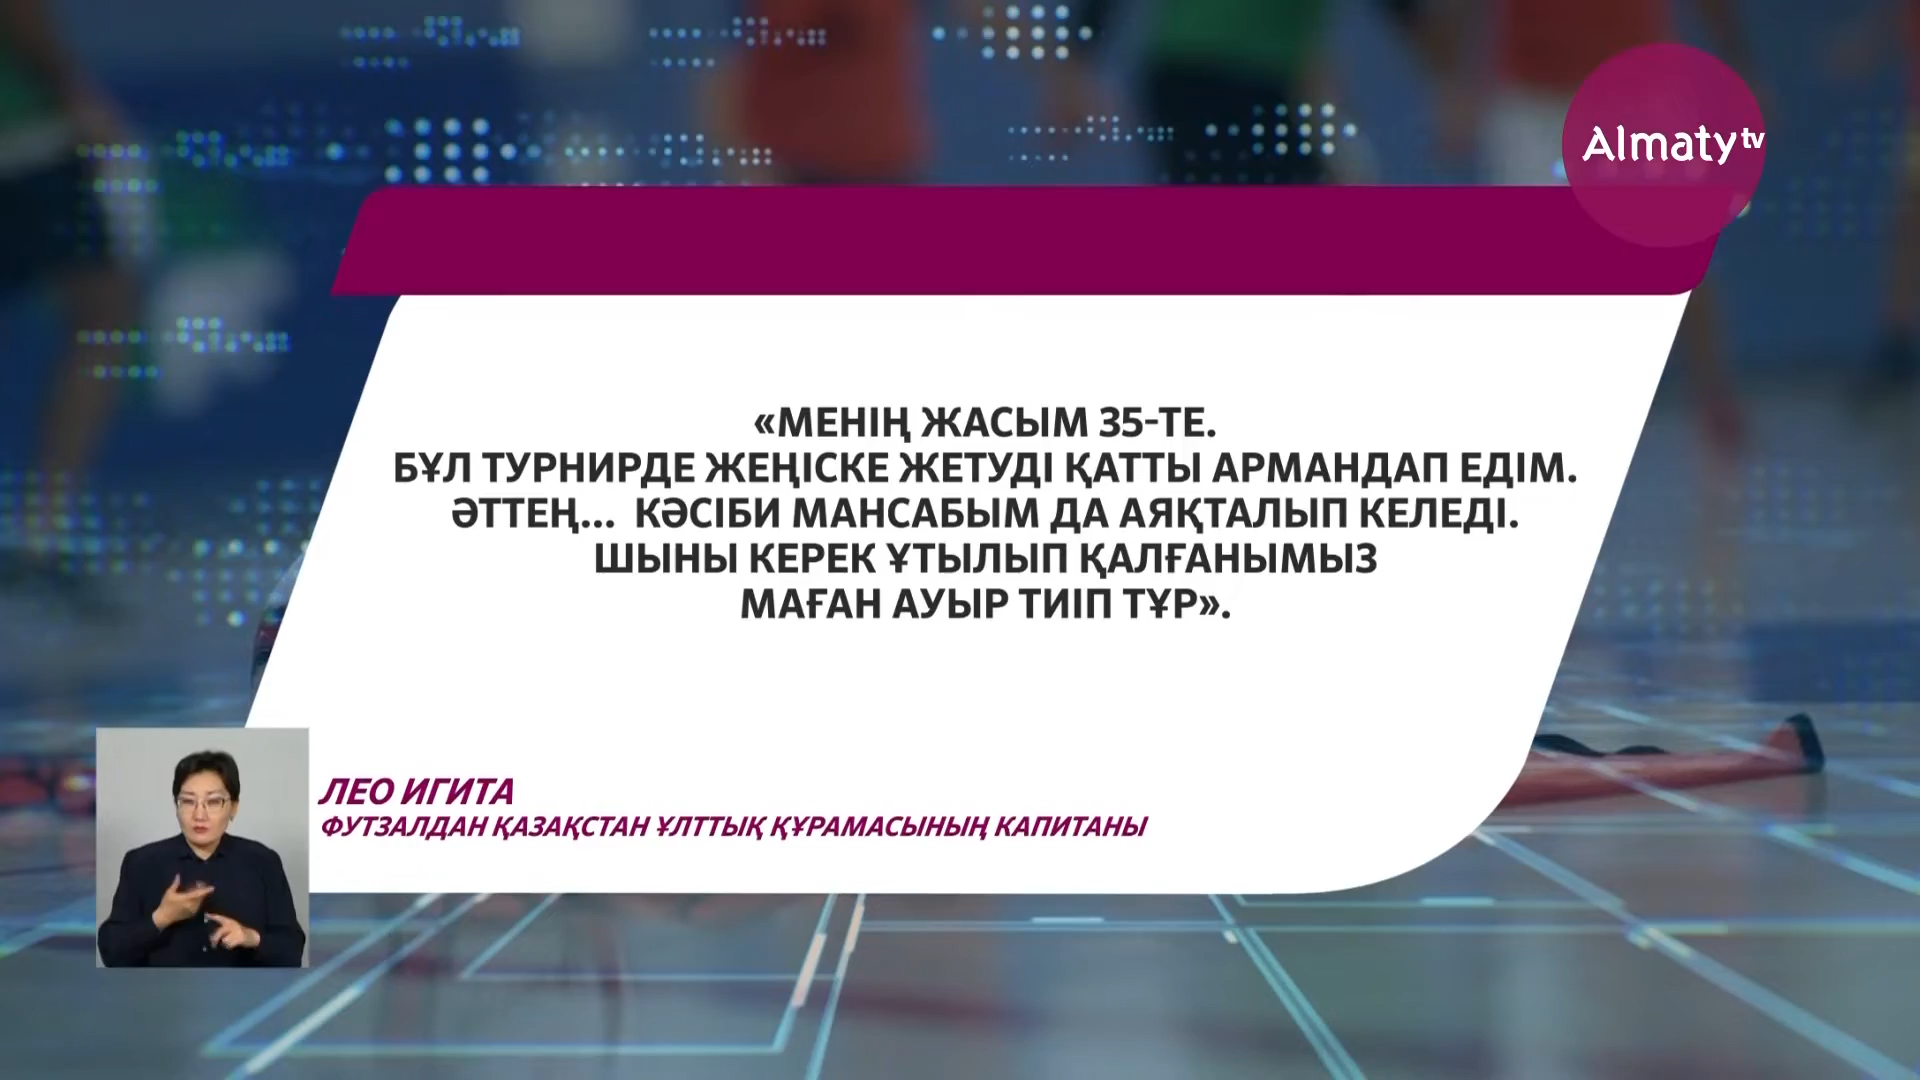 Almaty tv
«МЕНІҢ ЖАСЫМ 35-ТЕ.
БҰЛ ТУРНИРДЕ ЖЕҢІСКЕ ЖЕТУДІ ҚАТТЫ АРМАНДАП ЕДІМ.
ӘТТЕҢ... КӘСІБИ МАНСАБЫМ ДА АЯҚТАЛЫП КЕЛЕДІ.
ШЫНЫ КЕРЕК ҰТЫЛЫП ҚАЛҒАНЫМЫЗ
МАҒАН АУЫР ТИІП ТҰР».
ЛЕО ИГИТА
ФУТЗАЛДАН ҚАЗАҚСТАН ҰЛТТЫҚ ҚҰРАМАСЫНЫҢ КАПИТАНЫ